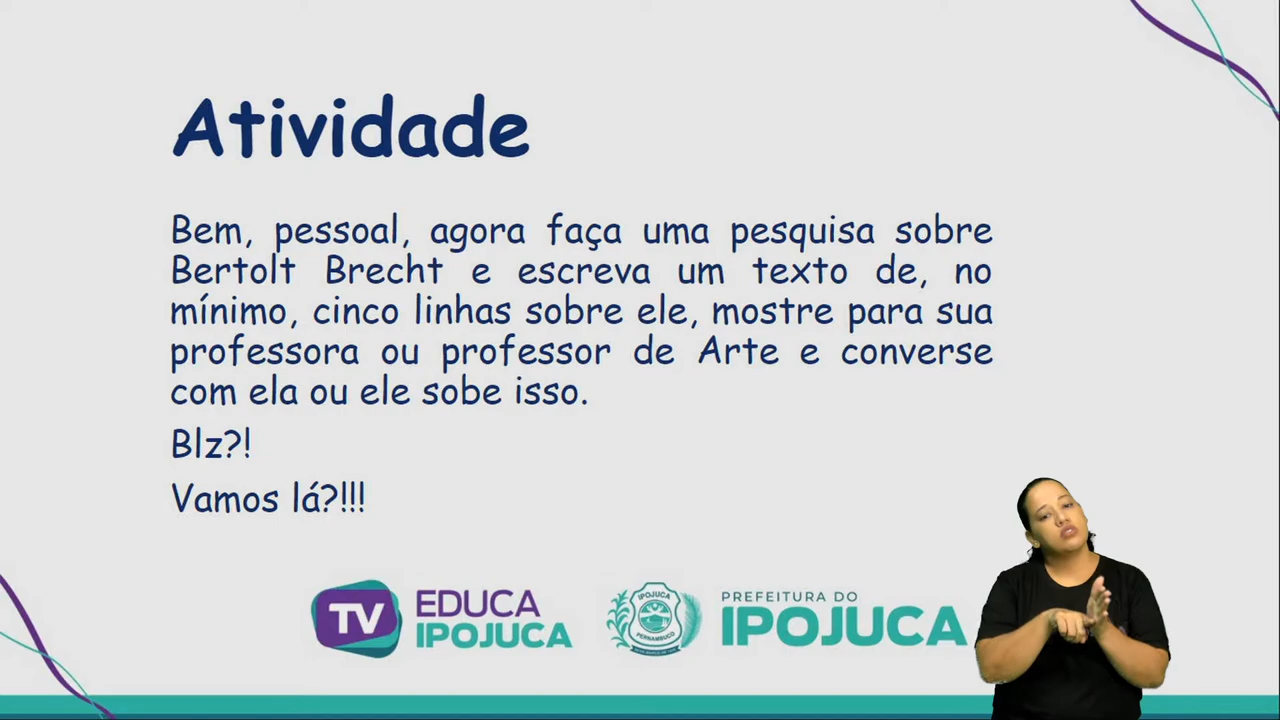 Atividade
Bem, pessoal, agora faça uma pesquisa sobre
Bertolt Brecht e escreva um texto de, no
mínimo, cinco linhas sobre ele, mostre para sua
professora ou professor de Arte e converse
com ela ou ele sobe isso.
Blz?!
Vamos lá?!!!
TV
EDUCA
IPOJUCA
IPOJUCA
PERNAMBUCO
PREFEITURA DO
IPOJUCA